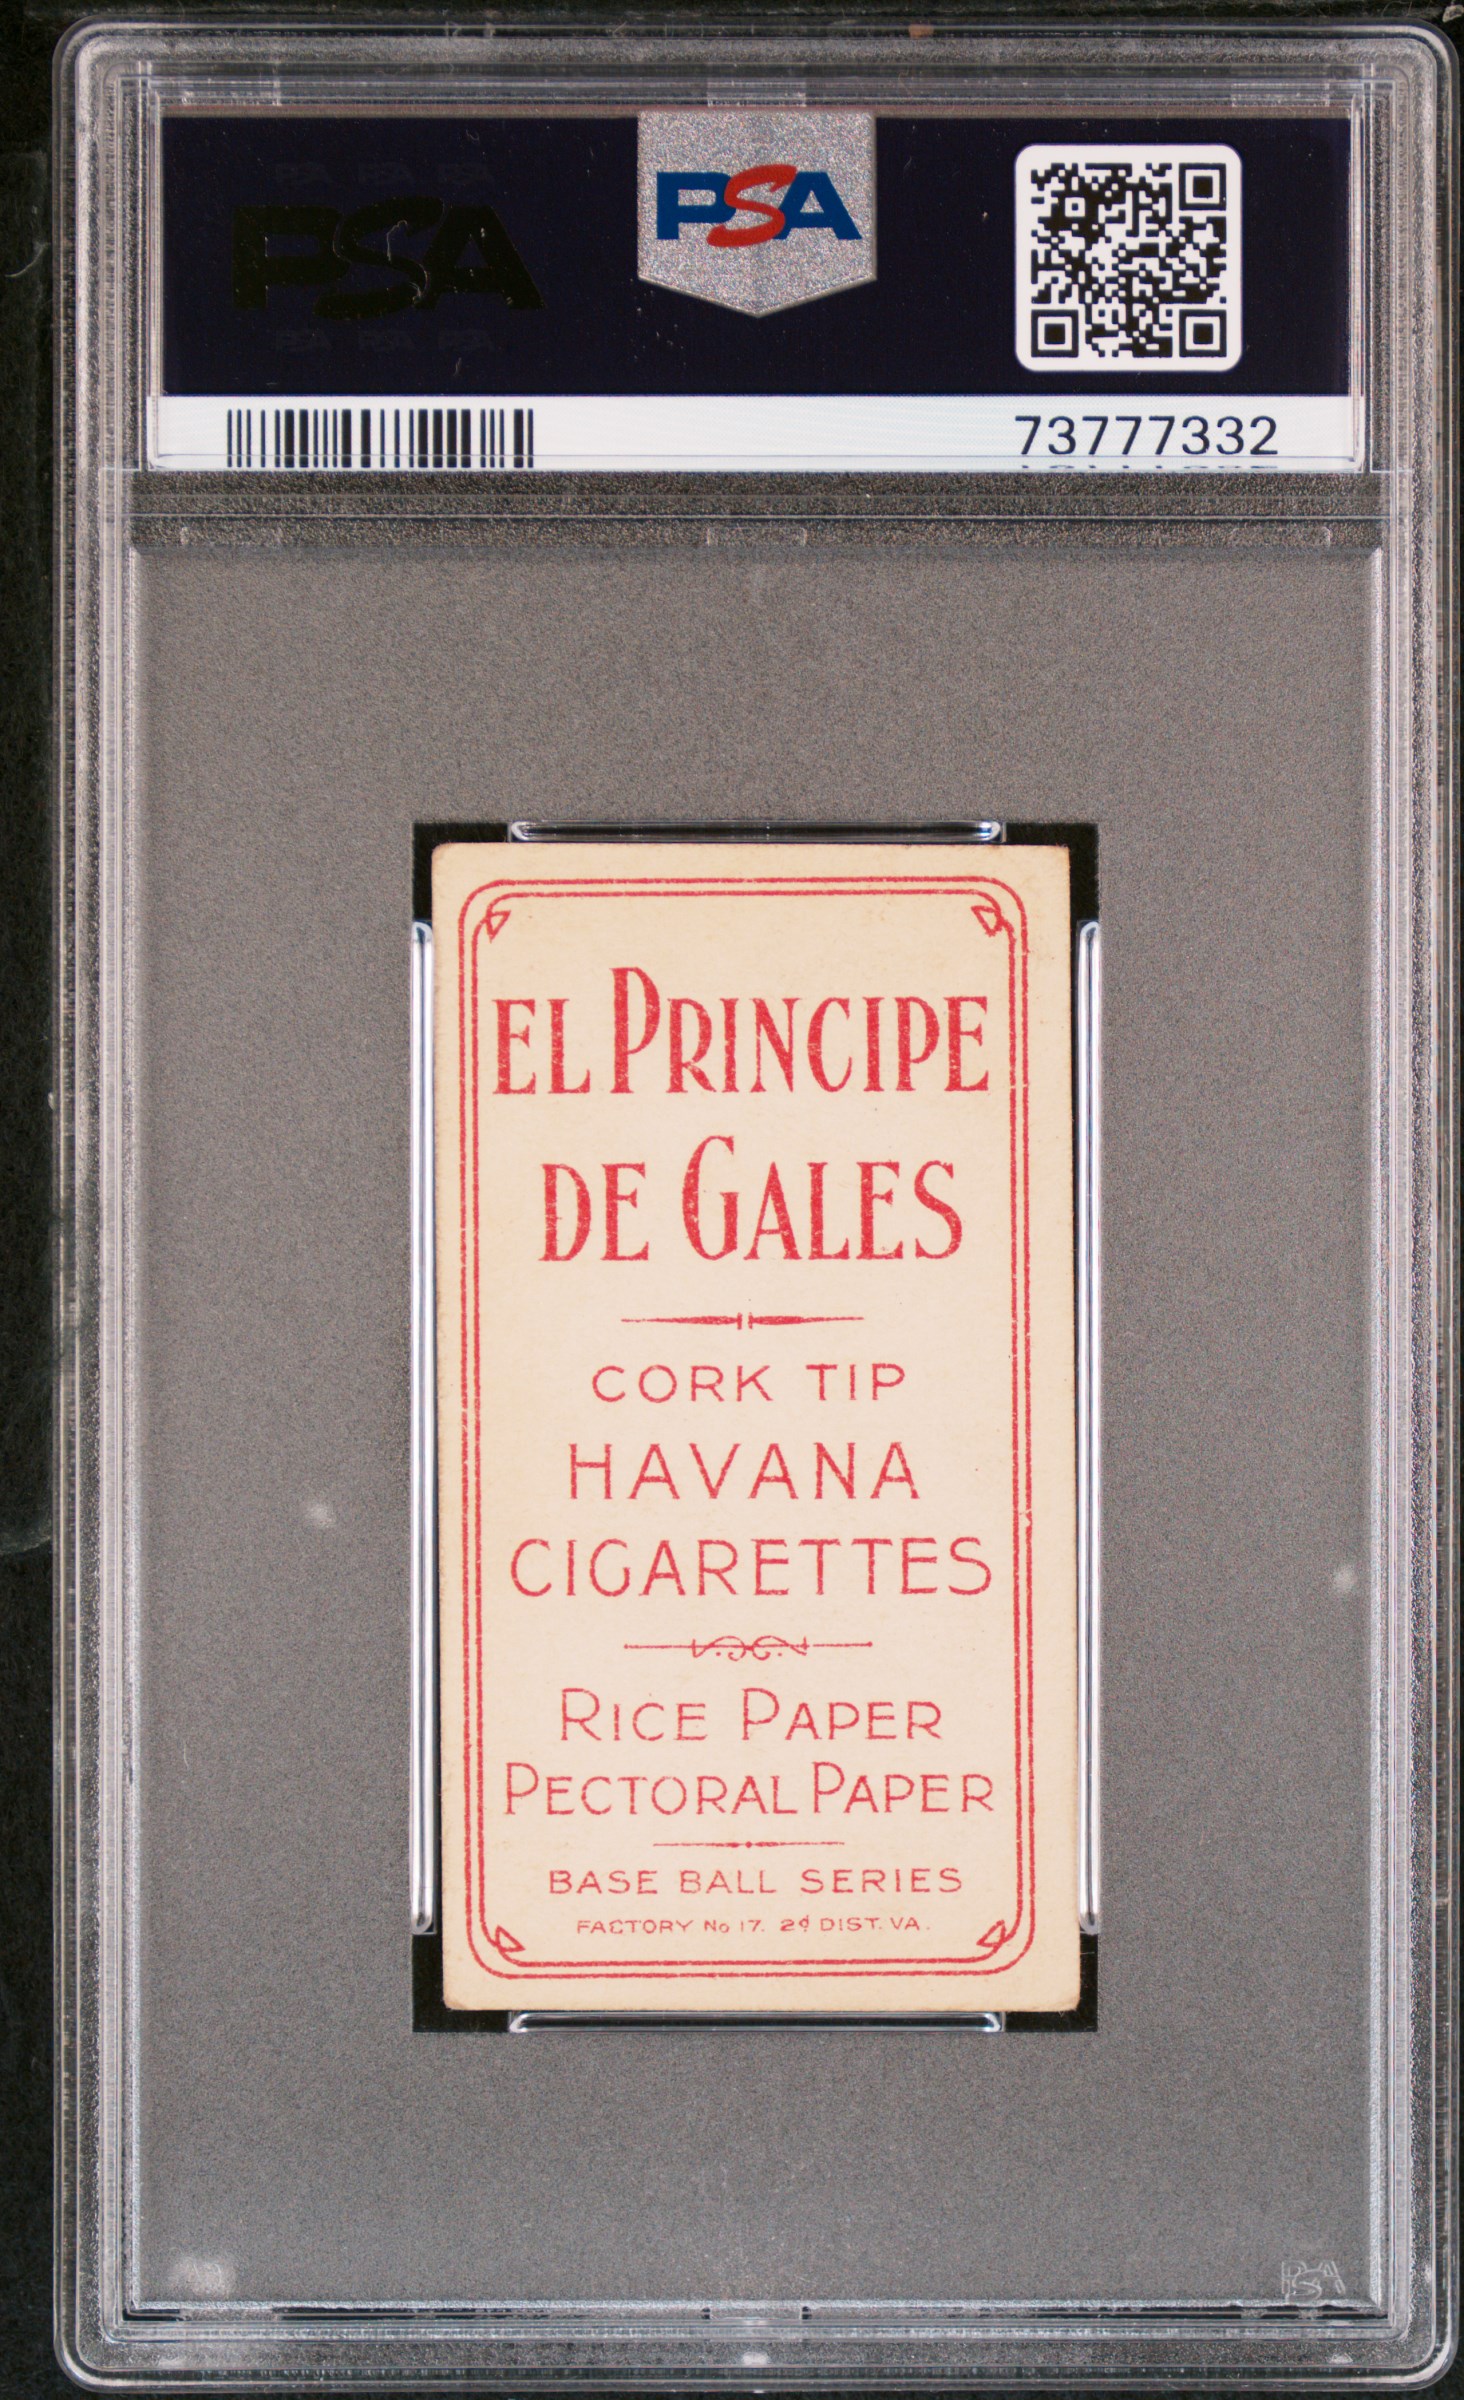 PSA
PSA
73777332
EL PRINCIPE
DE GALES
CORK TIP
HAVANA
CIGARETTES
RICE PAPER
PECTORAL PAPER
BASE BALL SERIES
FACTORY No 17. 2d DIST. VA.
PSA